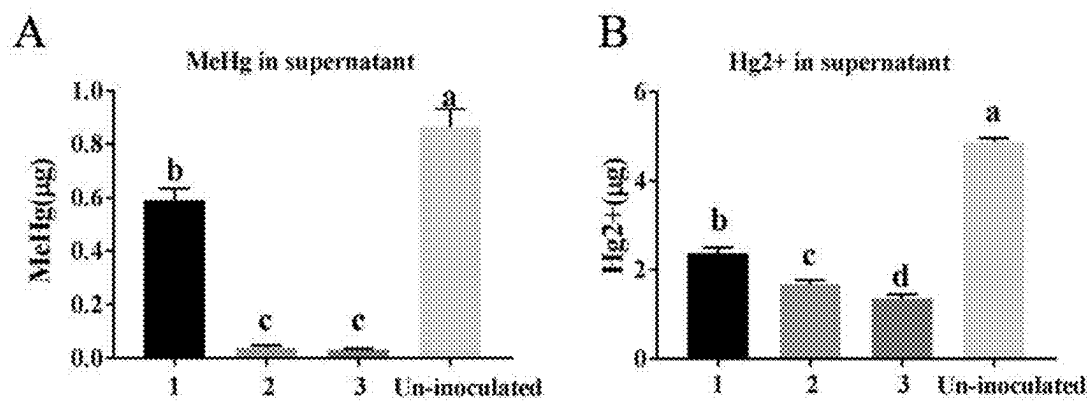 A
MeHg in supernatant
MeHg(μg)
1.0
0.8
0.6
0.4
0.2
0.0
b
c
c
a
1
2
3
Un-inoculated
B
Hg2+ in supernatant
Hg2+(μg)
6
4
2
0
b
c
d
a
1
2
3
Un-inoculated